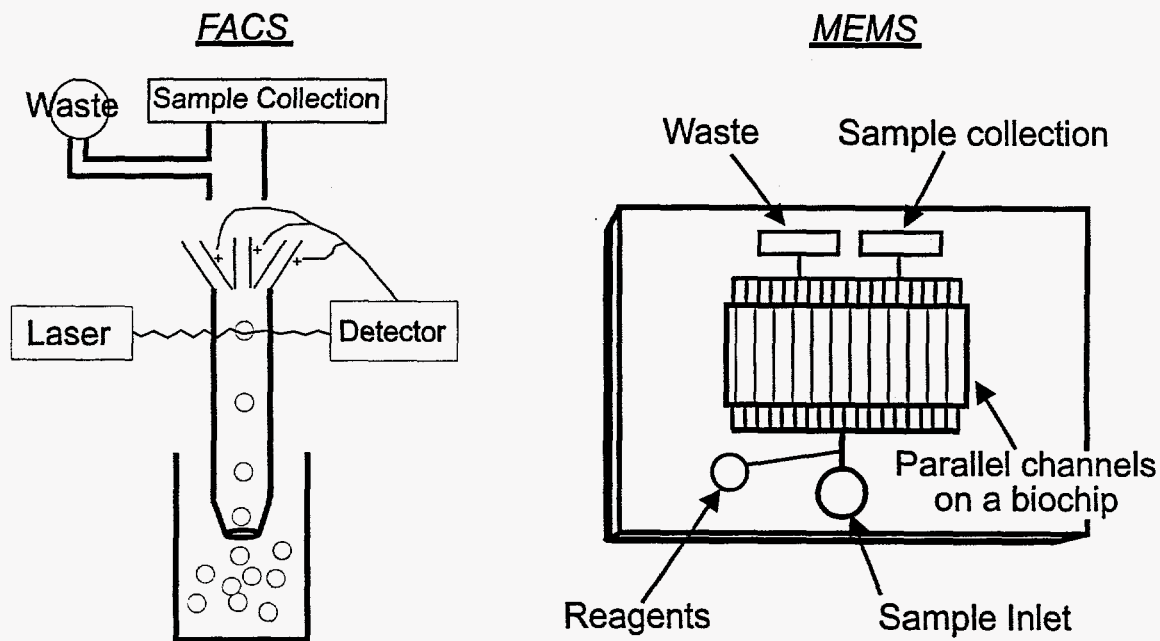 FACS
Waste
Sample Collection
+
+
+
Laser
Detector
MEMS
Waste
Sample collection
Parallel channels
on a biochip
Reagents
Sample Inlet